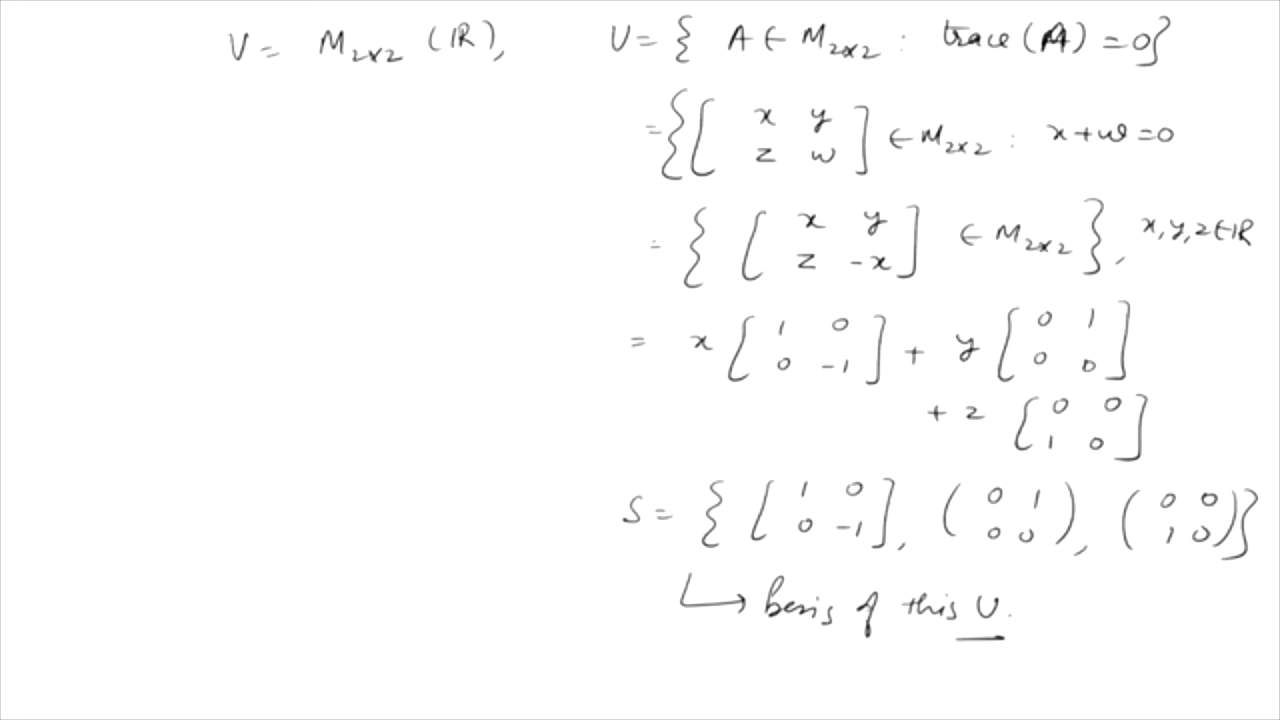 V = M₂ₓ₂ (ℝ), U = { A ∈ M₂ₓ₂ : trace(A) = 0}
= { [ x y ; z w ] ∈ M₂ₓ₂ : x + w = 0
= { [ x y ; z -x ] ∈ M₂ₓ₂ }, x, y, z ∈ ℝ
= x [ 1 0 ; 0 -1 ] + y [ 0 1 ; 0 0 ]
+ z [ 0 0 ; 1 0 ]
S = { [ 1 0 ; 0 -1 ], ( 0 1 ; 0 0 ), ( 0 0 ; 1 0 ) }
↳ basis of this U.